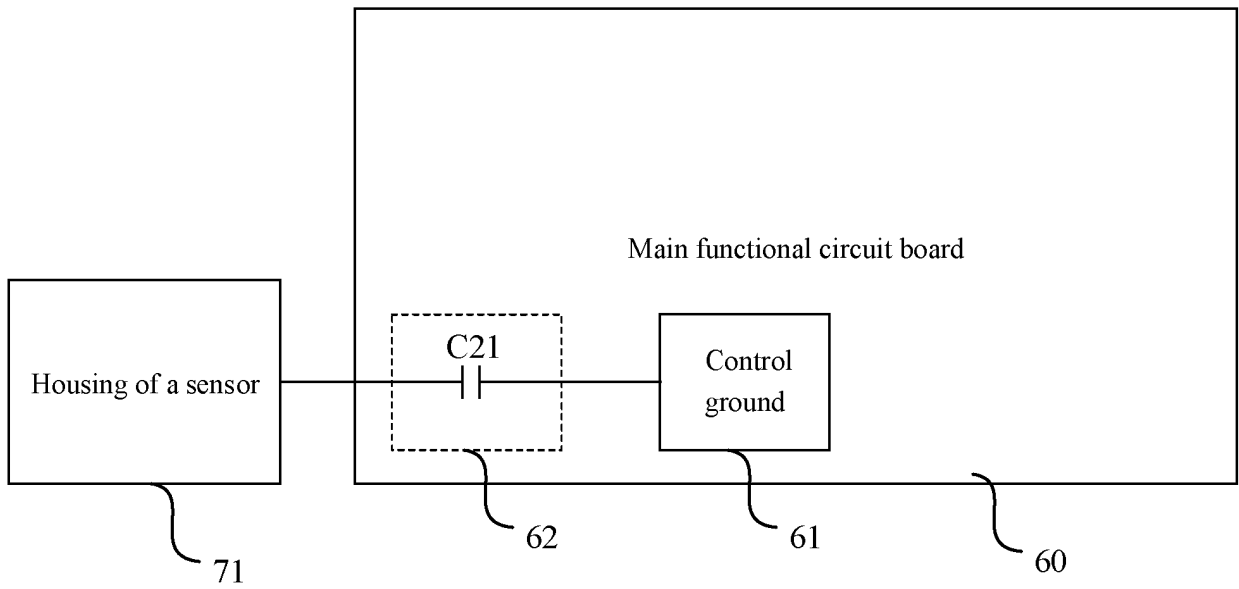 Main functional circuit board
C21
Housing of a sensor
Control
ground
62
61
60
71